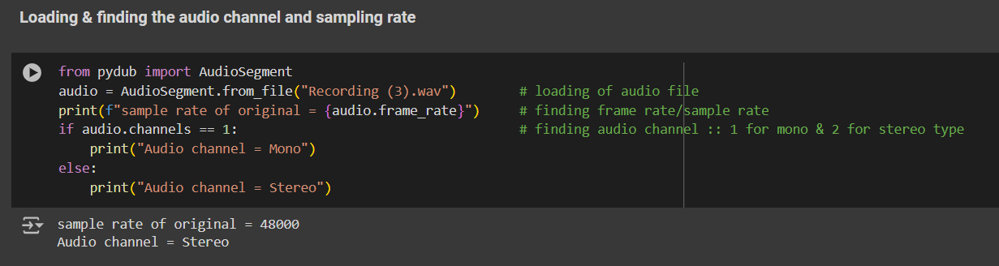 Loading & finding the audio channel and sampling rate
from pydub import AudioSegment
audio = AudioSegment.from_file("Recording (3).wav") # loading of audio file
print(f"sample rate of original = {audio.frame_rate}") # finding frame rate/sample rate
if audio.channels == 1: # finding audio channel :: 1 for mono & 2 for stereo type
    print("Audio channel = Mono")
else:
    print("Audio channel = Stereo")
sample rate of original = 48000
Audio channel = Stereo